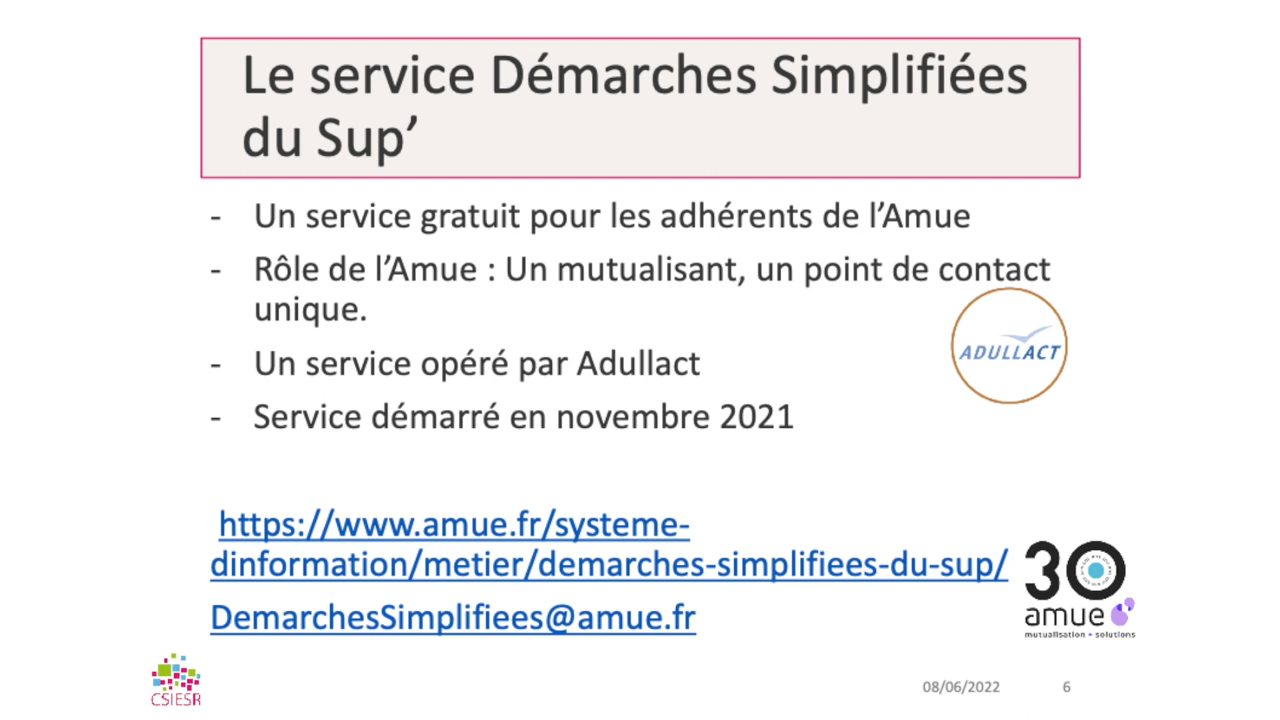 Le service Démarches Simplifiées
du Sup’
- Un service gratuit pour les adhérents de l’Amue
- Rôle de l’Amue : Un mutualisant, un point de contact
unique.
ADULLACT
- Un service opéré par Adullact
- Service démarré en novembre 2021
https://www.amue.fr/systeme-
dinformation/metier/demarches-simplifiees-du-sup/
DemarchesSimplifiees@amue.fr
30
amue
mutualisation + solutions
CSIESR
08/06/2022 6